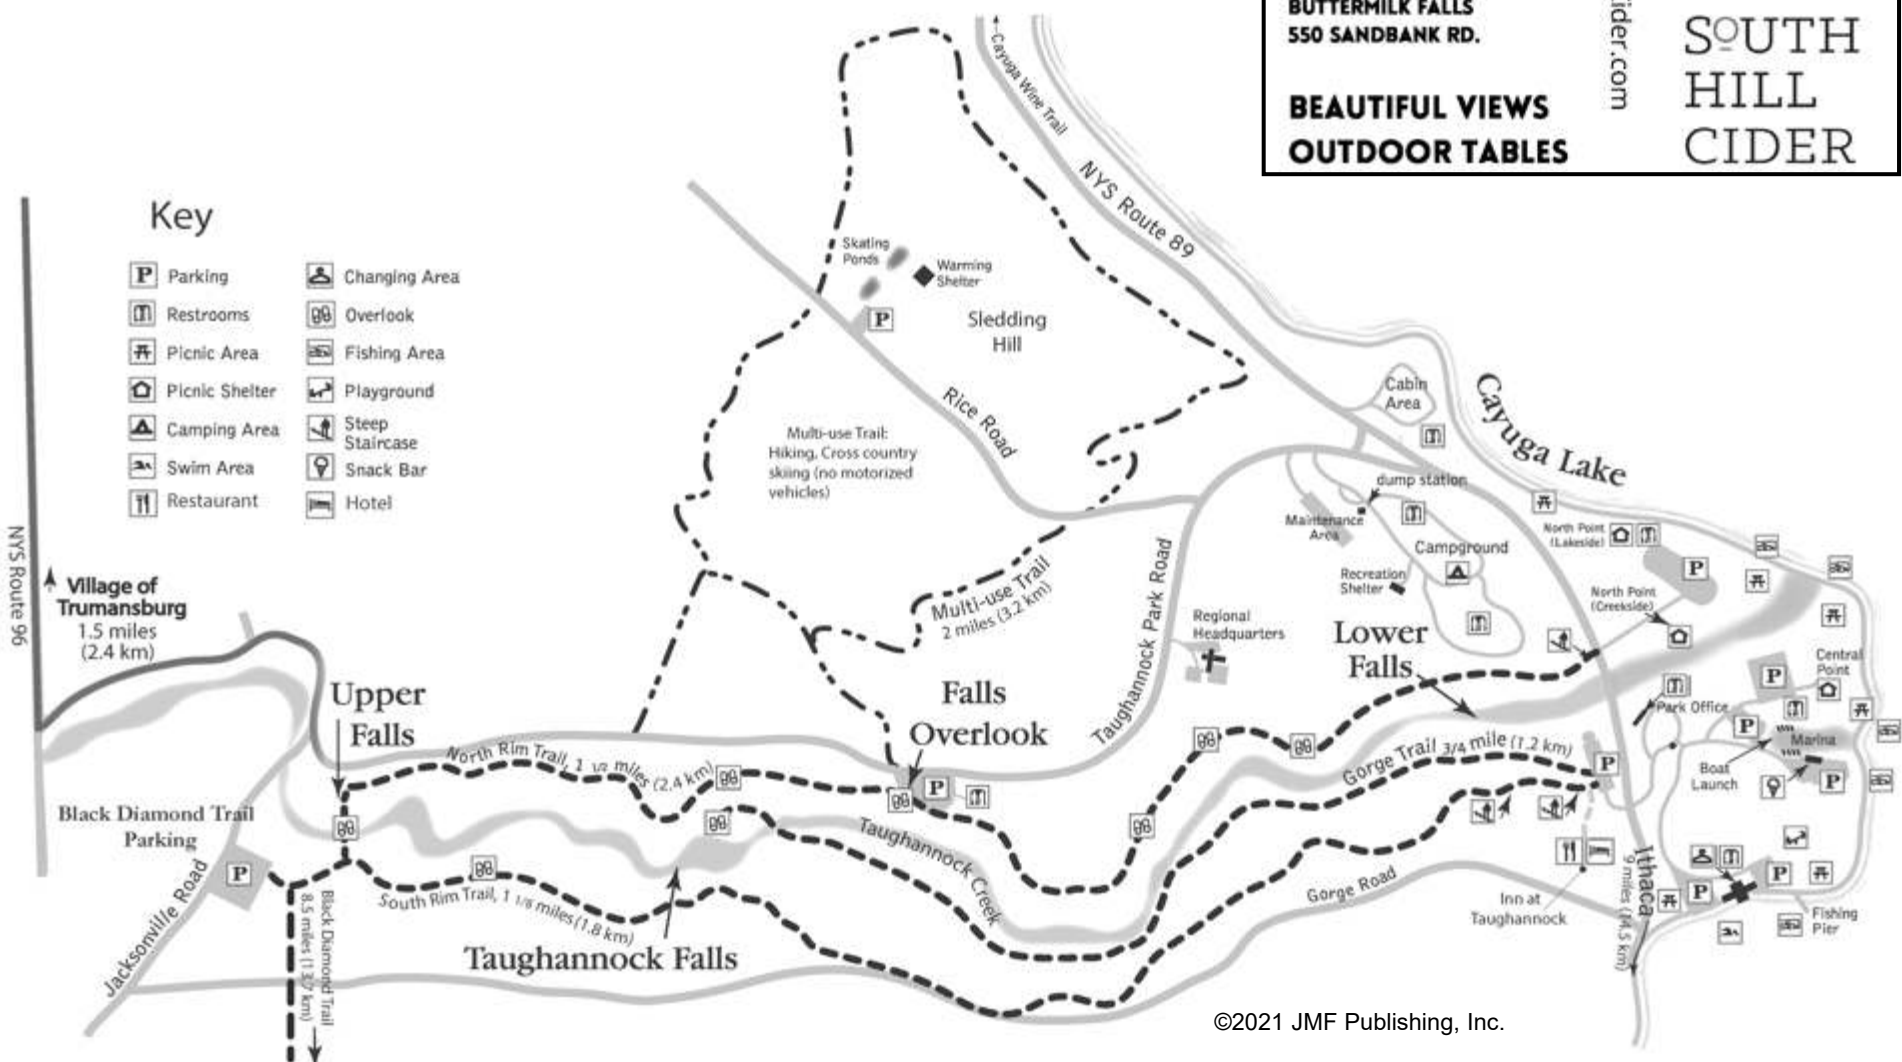 BUTTERMILK FALLS
550 SANDBANK RD.
BEAUTIFUL VIEWS
OUTDOOR TABLES
ider.com
SOUTH
HILL
CIDER
Cayuga Wine Trail
NYS Route 89
Key
P Parking
Restrooms
Picnic Area
Picnic Shelter
Camping Area
Swim Area
Restaurant
Changing Area
Overlook
Fishing Area
Playground
Steep
Staircase
Snack Bar
Hotel
Skating
Ponds
Warming
Shelter
P
Sledding
Hill
Rice Road
Multi-use Trail:
Hiking, Cross country
skiing (no motorized
vehicles)
Cabin
Area
Cayuga Lake
dump station
Maintenance
Area
Campground
Recreation
Shelter
North Point
(Lakeside)
P
North Point
(Creekside)
NYS Route 96
Village of
Trumansburg
1.5 miles
(2.4 km)
Multi-use Trail
2 miles (3.2 km)
Taughannock Park Road
Regional
Headquarters
Lower
Falls
Central
Point
P
Park Office
P
Marina
Boat
Launch
P
Upper
Falls
Falls
Overlook
P
North Rim Trail, 1 1/2 miles (2.4 km)
Gorge Trail 3/4 mile (1.2 km)
P
Black Diamond Trail
Parking
P
Jacksonville Road
Black Diamond Trail
8.5 miles (13.7 km)
South Rim Trail, 1 1/8 miles (1.8 km)
Taughannock Creek
Taughannock Falls
Gorge Road
Inn at
Taughannock
Ithaca
9 miles (14.5 km)
P
P
Fishing
Pier
©2021 JMF Publishing, Inc.